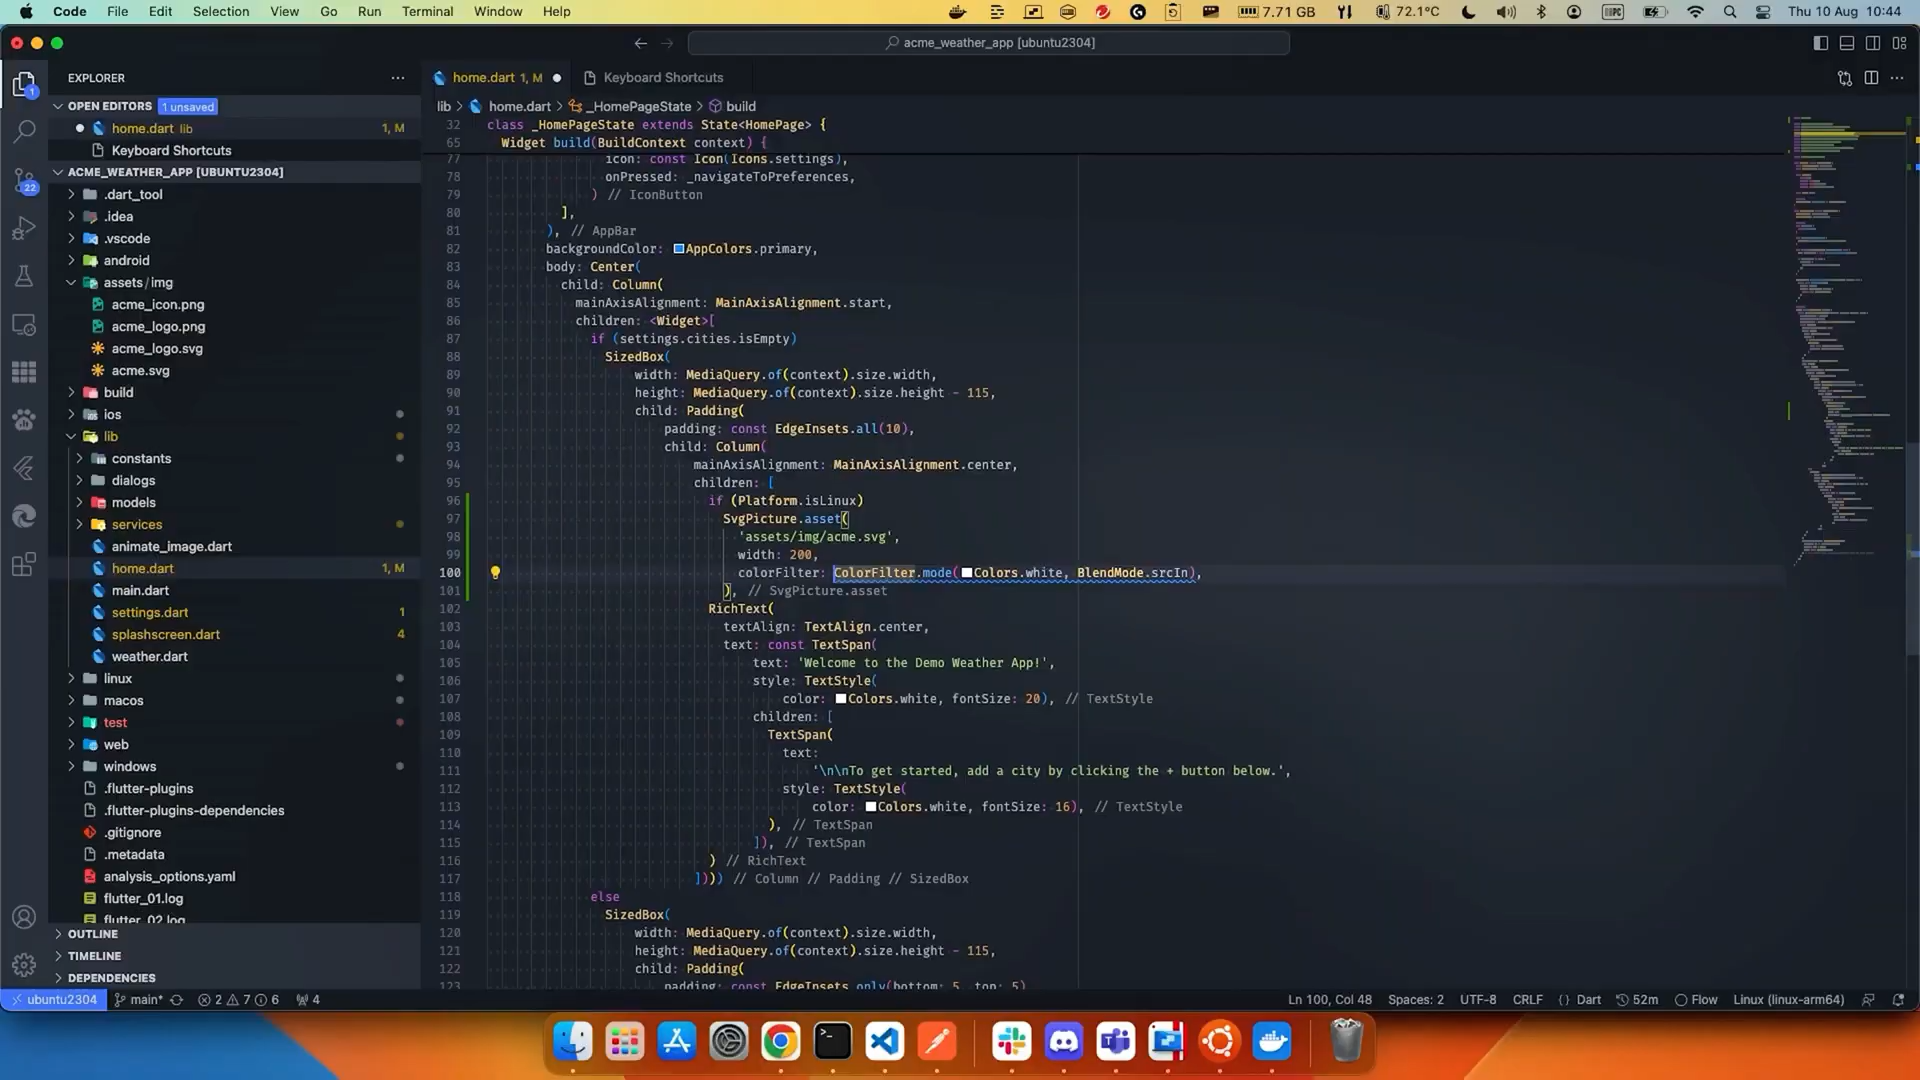 Code File Edit Selection View Go Run Terminal Window Help 7.71 GB 72.1°C Thu 10 Aug 10:44
acme_weather_app [ubuntu2304]
EXPLORER
home.dart 1, M
Keyboard Shortcuts
OPEN EDITORS 1 unsaved
home.dart lib 1, M
Keyboard Shortcuts
ACME_WEATHER_APP [UBUNTU2304]
.dart_tool
.idea
.vscode
android
assets/img
acme_icon.png
acme_logo.png
acme_logo.svg
acme.svg
build
ios
lib
constants
dialogs
models
services
animate_image.dart
home.dart 1, M
main.dart
settings.dart 1
splashscreen.dart 4
weather.dart
linux
macos
test
web
windows
.flutter-plugins
.flutter-plugins-dependencies
.gitignore
.metadata
analysis_options.yaml
flutter_01.log
flutter_02.log
OUTLINE
TIMELINE
DEPENDENCIES
1
22
lib > home.dart > _HomePageState > build
32 class _HomePageState extends State<HomePage> {
65 Widget build(BuildContext context) {
77 icon: const Icon(Icons.settings),
78 onPressed: _navigateToPreferences,
79 ) // IconButton
80 ],
81 ), // AppBar
82 backgroundColor: AppColors.primary,
83 body: Center(
84 child: Column(
85 mainAxisAlignment: MainAxisAlignment.start,
86 children: <Widget>[
87 if (settings.cities.isEmpty)
88 SizedBox(
89 width: MediaQuery.of(context).size.width,
90 height: MediaQuery.of(context).size.height - 115,
91 child: Padding(
92 padding: const EdgeInsets.all(10),
93 child: Column(
94 mainAxisAlignment: MainAxisAlignment.center,
95 children: [
96 if (Platform.isLinux)
97 SvgPicture.asset(
98 'assets/img/acme.svg',
99 width: 200,
100 colorFilter: ColorFilter.mode(Colors.white, BlendMode.srcIn),
101 ), // SvgPicture.asset
102 RichText(
103 textAlign: TextAlign.center,
104 text: const TextSpan(
105 text: 'Welcome to the Demo Weather App!',
106 style: TextStyle(
107 color: Colors.white, fontSize: 20), // TextStyle
108 children: [
109 TextSpan(
110 text:
111 '\n\nTo get started, add a city by clicking the + button below.',
112 style: TextStyle(
113 color: Colors.white, fontSize: 16), // TextStyle
114 ), // TextSpan
115 ]), // TextSpan
116 ) // RichText
117 ]))) // Column // Padding // SizedBox
118 else
119 SizedBox(
120 width: MediaQuery.of(context).size.width,
121 height: MediaQuery.of(context).size.height - 115,
122 child: Padding(
123 padding: const EdgeInsets.only(bottom: 5, top: 5)
ubuntu2304 main* 2 7 6 4 Ln 100, Col 48 Spaces: 2 UTF-8 CRLF {} Dart 52m Flow Linux (linux-arm64)